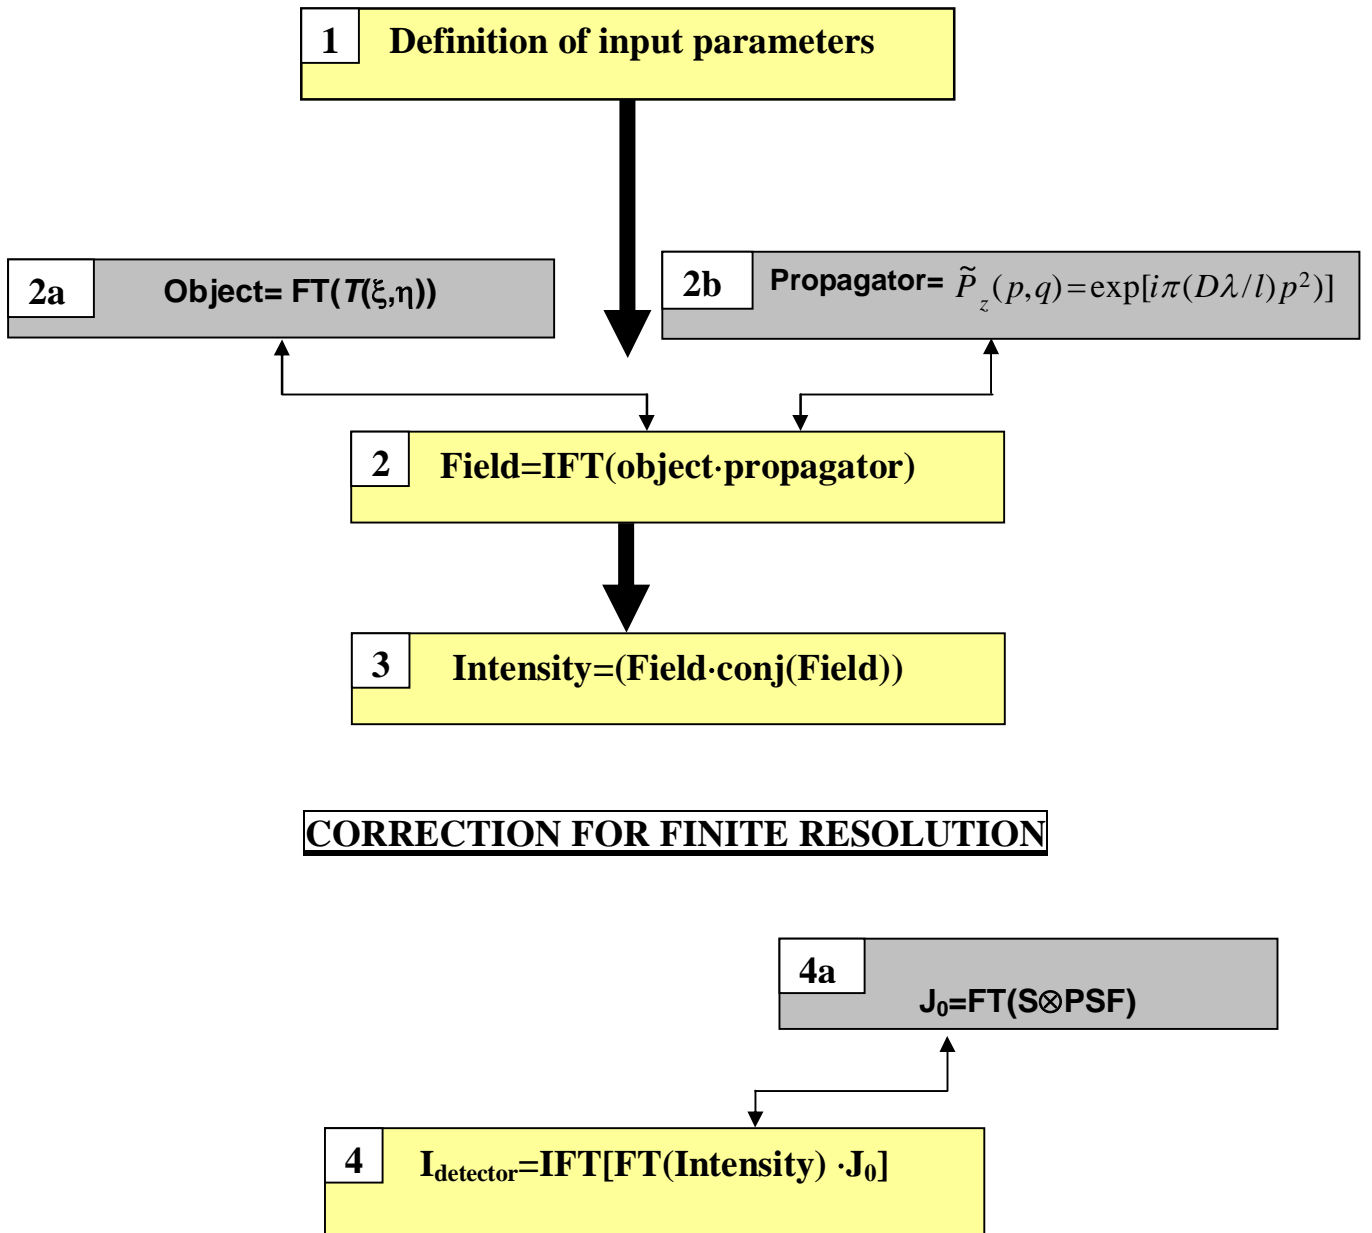 1 Definition of input parameters
2a Object= FT(T(ξ,η))
2b Propagator= P̃z(p,q)=exp[iπ(Dλ/l)p²)]
2 Field=IFT(object·propagator)
3 Intensity=(Field·conj(Field))
CORRECTION FOR FINITE RESOLUTION
4a
J₀=FT(S⊗PSF)
4 Idetector=IFT[FT(Intensity) ·J₀]